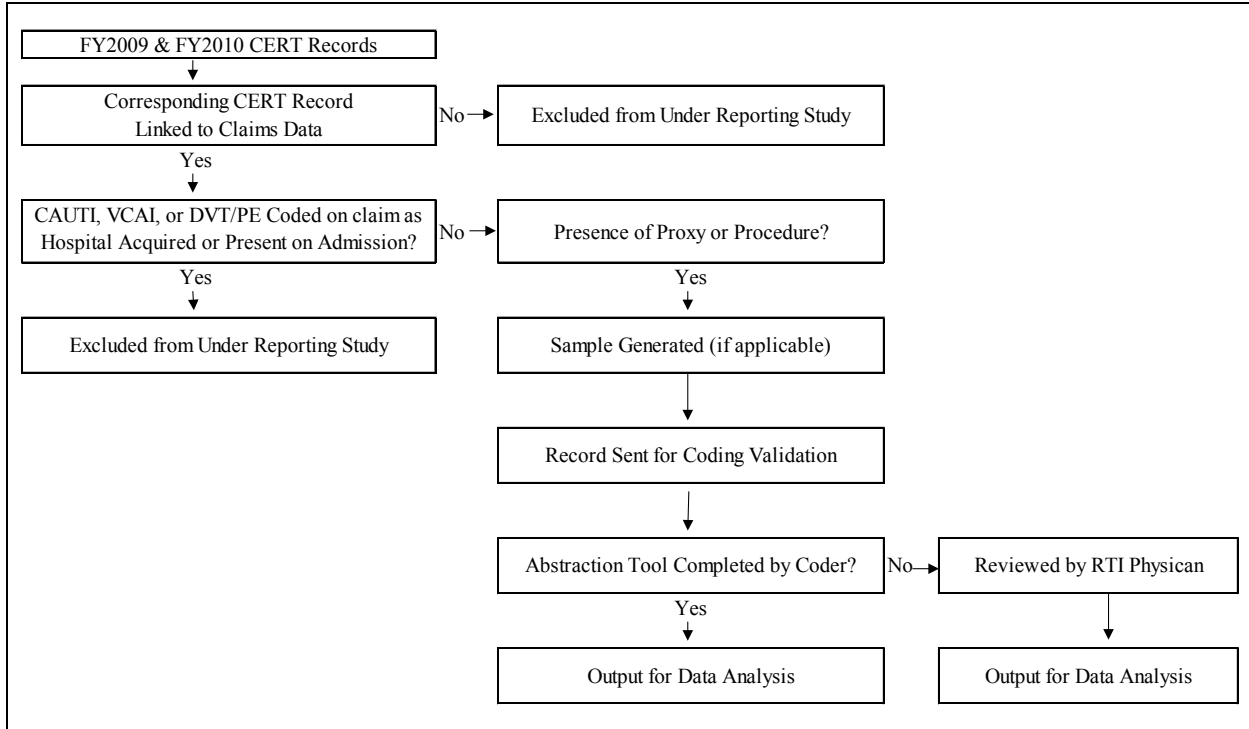 FY2009 & FY2010 CERT Records
Corresponding CERT Record
Linked to Claims Data
No
Excluded from Under Reporting Study
Yes
CAUTI, VCAI, or DVT/PE Coded on claim as
Hospital Acquired or Present on Admission?
No
Presence of Proxy or Procedure?
Yes
Yes
Excluded from Under Reporting Study
Sample Generated (if applicable)
Record Sent for Coding Validation
Abstraction Tool Completed by Coder?
No
Reviewed by RTI Physican
Yes
Output for Data Analysis
Output for Data Analysis